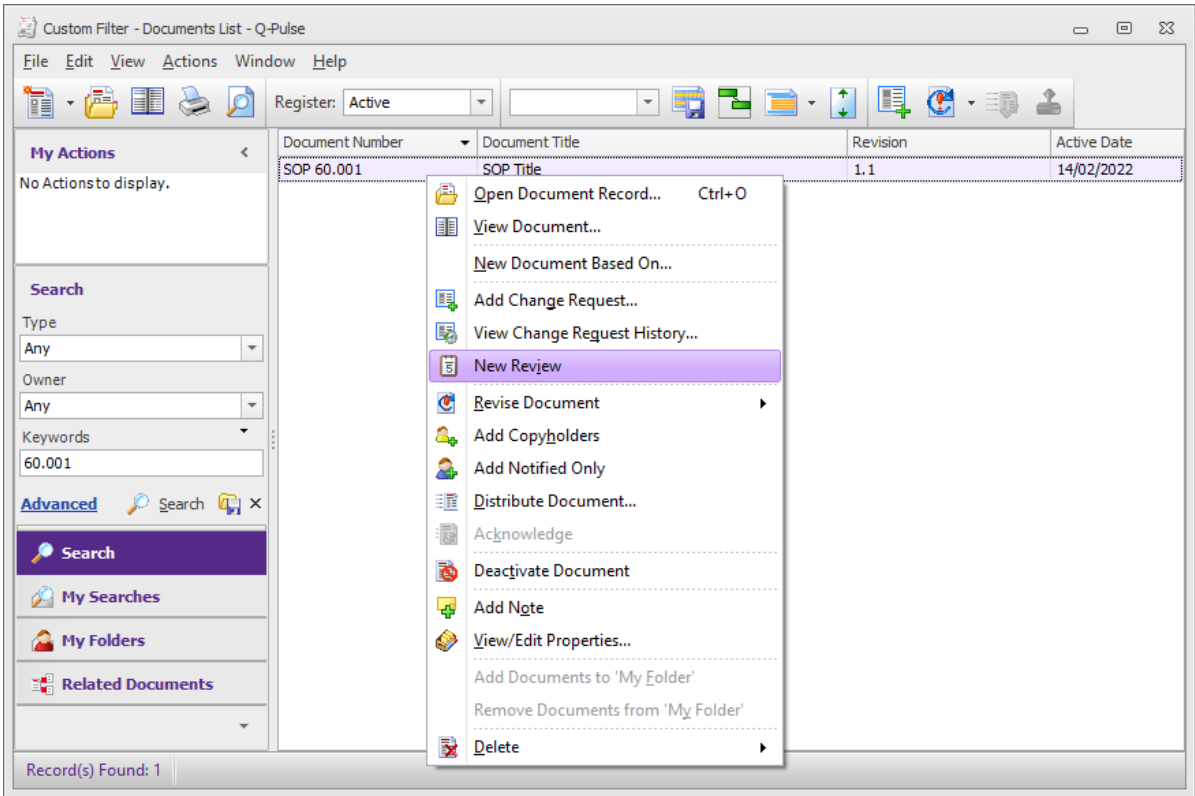 Custom Filter - Documents List - Q-Pulse
File Edit View Actions Window Help
Register: Active
My Actions
No Actions to display.
Search
Type
Any
Owner
Any
Keywords
60.001
Advanced Search
Search
My Searches
My Folders
Related Documents
Document Number Document Title Revision Active Date
SOP 60.001 SOP Title 1.1 14/02/2022
Open Document Record... Ctrl+O
View Document...
New Document Based On...
Add Change Request...
View Change Request History...
5 New Review
Revise Document
Add Copyholders
Add Notified Only
Distribute Document...
Acknowledge
Deactivate Document
Add Note
View/Edit Properties...
Add Documents to 'My Folder'
Remove Documents from 'My Folder'
Delete
Record(s) Found: 1